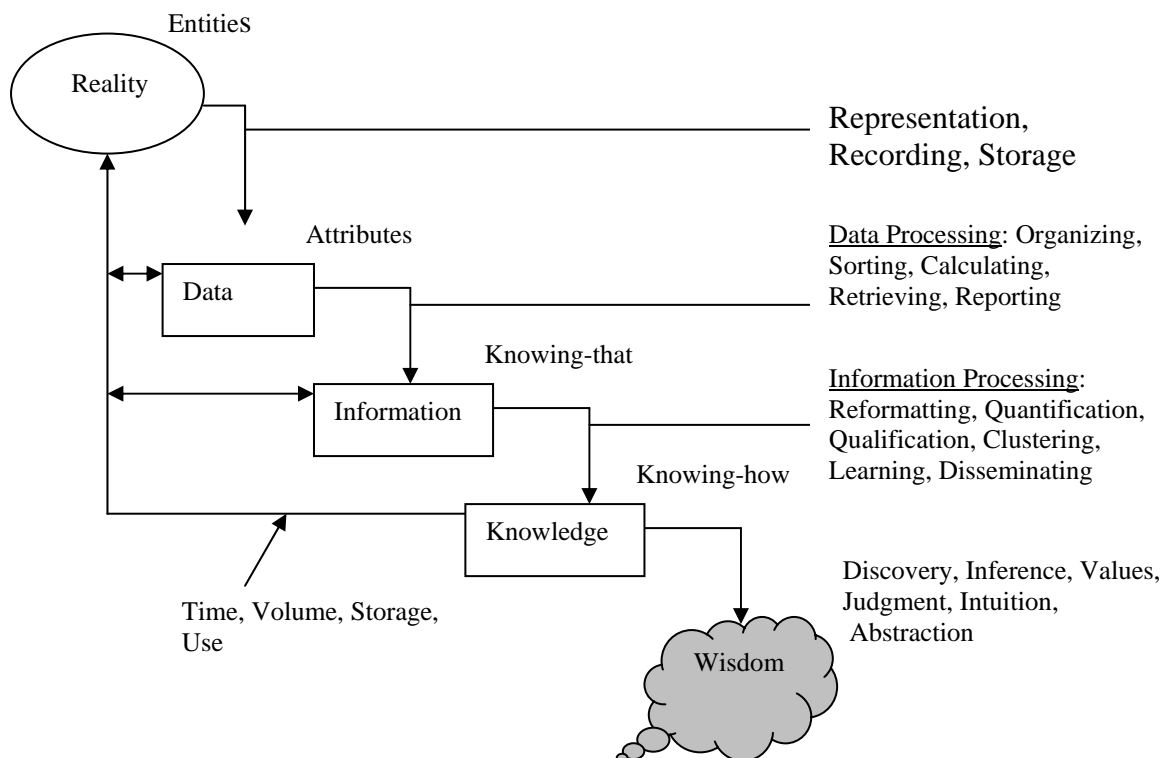 Entities
Reality
Representation,
Recording, Storage
Attributes
Data Processing: Organizing,
Sorting, Calculating,
Retrieving, Reporting
Data
Knowing-that
Information Processing:
Reformatting, Quantification,
Qualification, Clustering,
Learning, Disseminating
Information
Knowing-how
Knowledge
Discovery, Inference, Values,
Judgment, Intuition,
Abstraction
Time, Volume, Storage,
Use
Wisdom